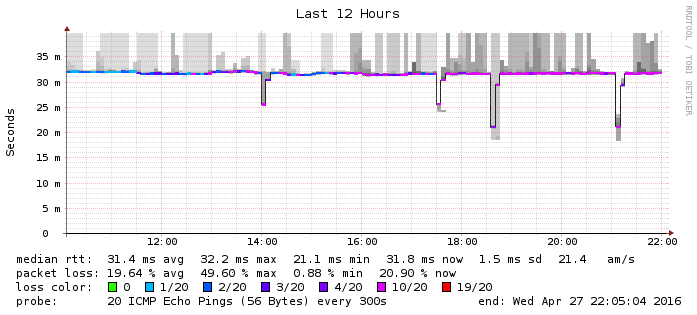 Last 12 Hours
RRDTOOL / TOBI OETIKER
Seconds
35 m
30 m
25 m
20 m
15 m
10 m
5 m
0
12:00 14:00 16:00 18:00 20:00 22:00
median rtt: 31.4 ms avg 32.2 ms max 21.1 ms min 31.8 ms now 1.5 ms sd 21.4 am/s
packet loss: 19.64 % avg 49.60 % max 0.88 % min 20.90 % now
loss color: 0 1/20 2/20 3/20 4/20 10/20 19/20
probe: 20 ICMP Echo Pings (56 Bytes) every 300s end: Wed Apr 27 22:05:04 2016